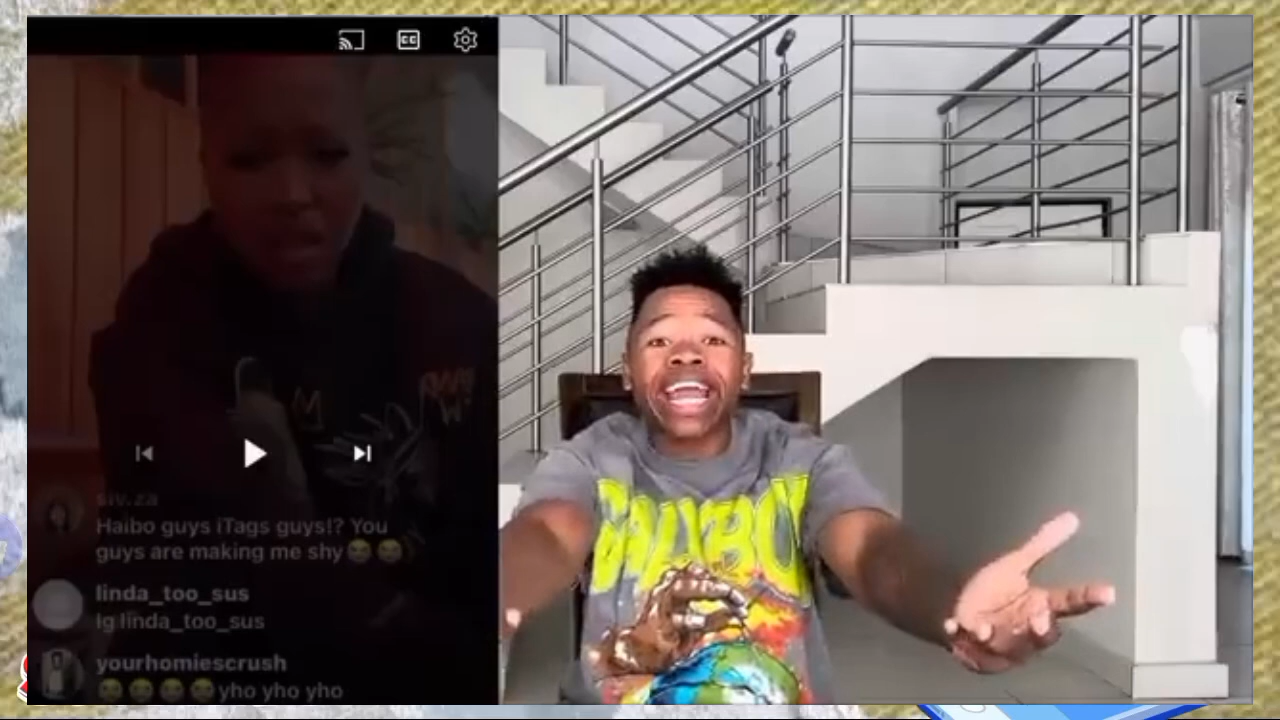 CC
siv.za
Haibo guys iTags guys!? You
guys are making me shy😂😂
linda_too_sus
Ig linda_too_sus
yourhomiescrush
😂😂😂😂yho yho yho